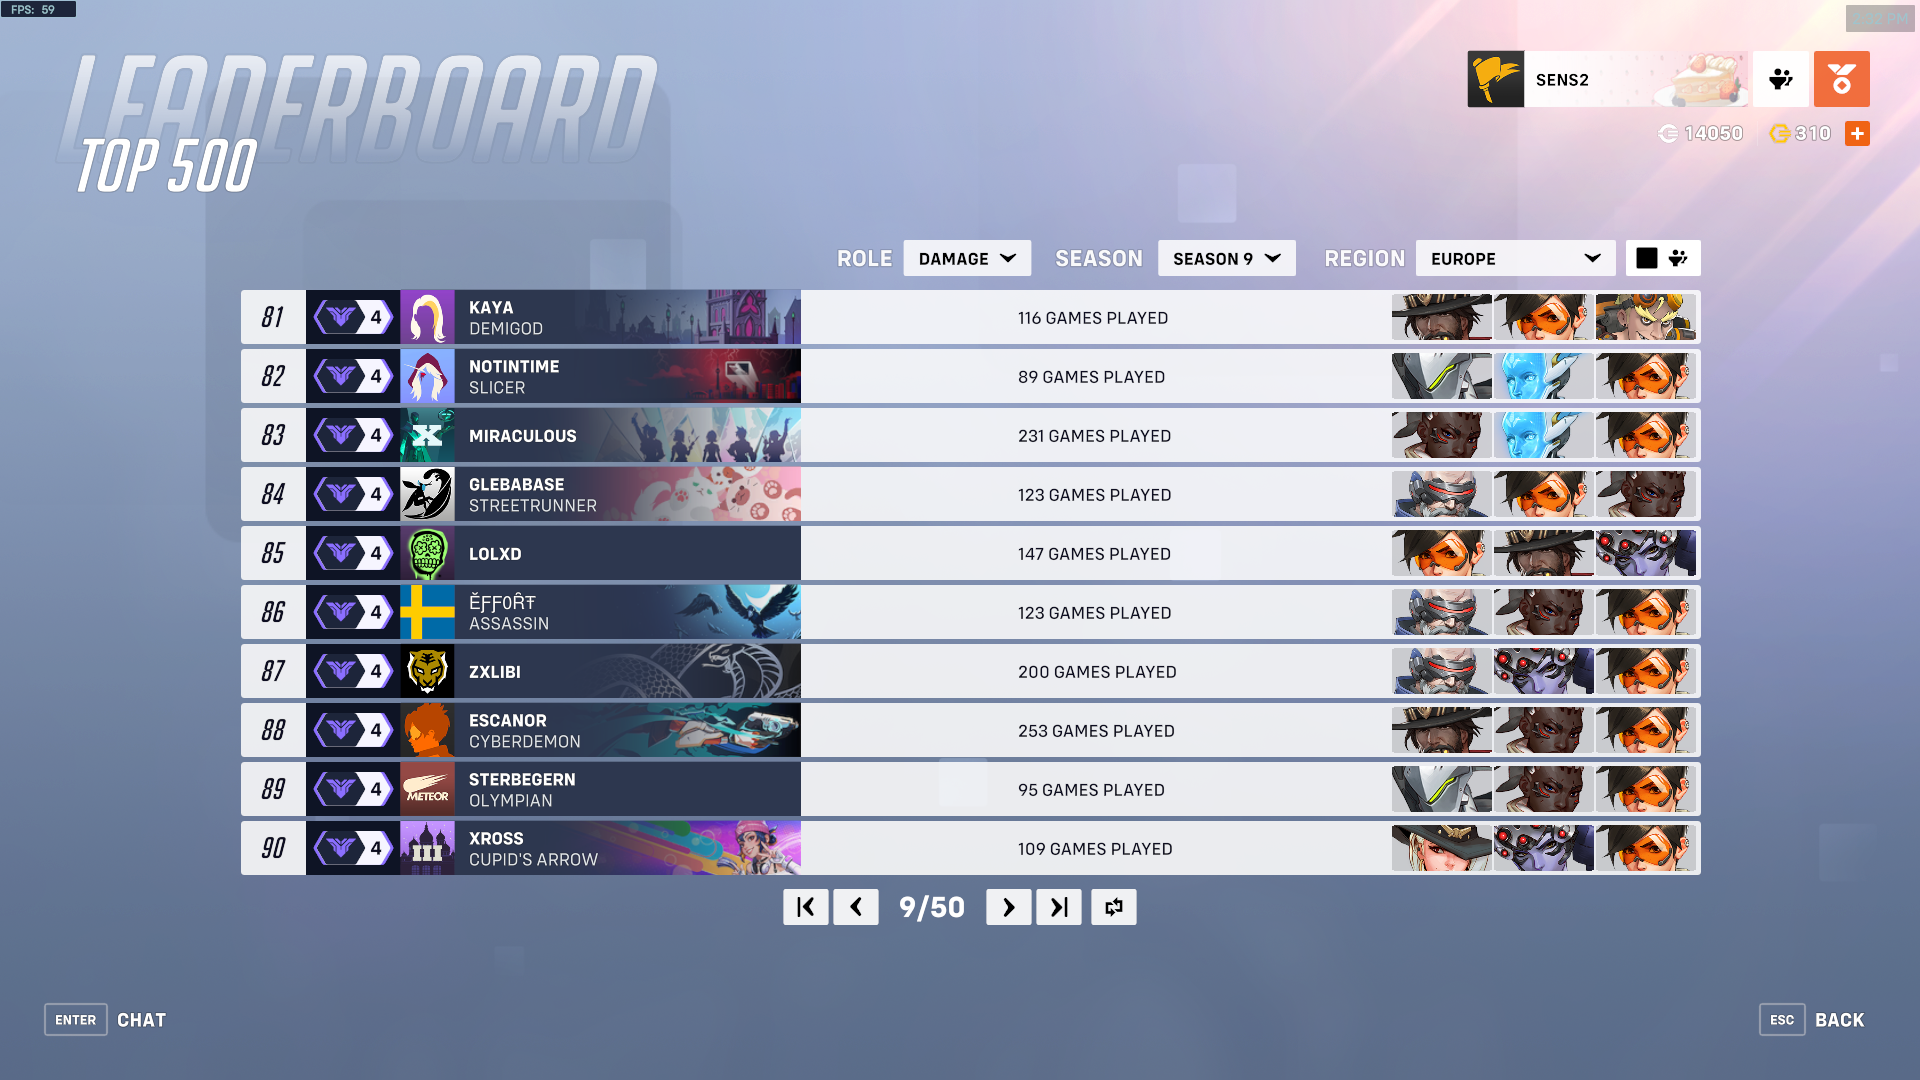 FPS: 59
LEADERBOARD
TOP 500
SENS2
14050
310
ROLE
DAMAGE
SEASON
SEASON 9
REGION
EUROPE
81
4
KAYA
DEMIGOD
116 GAMES PLAYED
82
4
NOTINTIME
SLICER
89 GAMES PLAYED
83
4
X
MIRACULOUS
231 GAMES PLAYED
84
4
GLEBABASE
STREETRUNNER
123 GAMES PLAYED
85
4
LOLXD
147 GAMES PLAYED
86
4
ĔƑƑ0ȒŦ
ASSASSIN
123 GAMES PLAYED
87
4
ZXLIBI
200 GAMES PLAYED
88
4
ESCANOR
CYBERDEMON
253 GAMES PLAYED
89
4
METEOR
STERBEGERN
OLYMPIAN
95 GAMES PLAYED
90
4
III
XROSS
CUPID'S ARROW
109 GAMES PLAYED
9/50
ENTER
CHAT
ESC
BACK